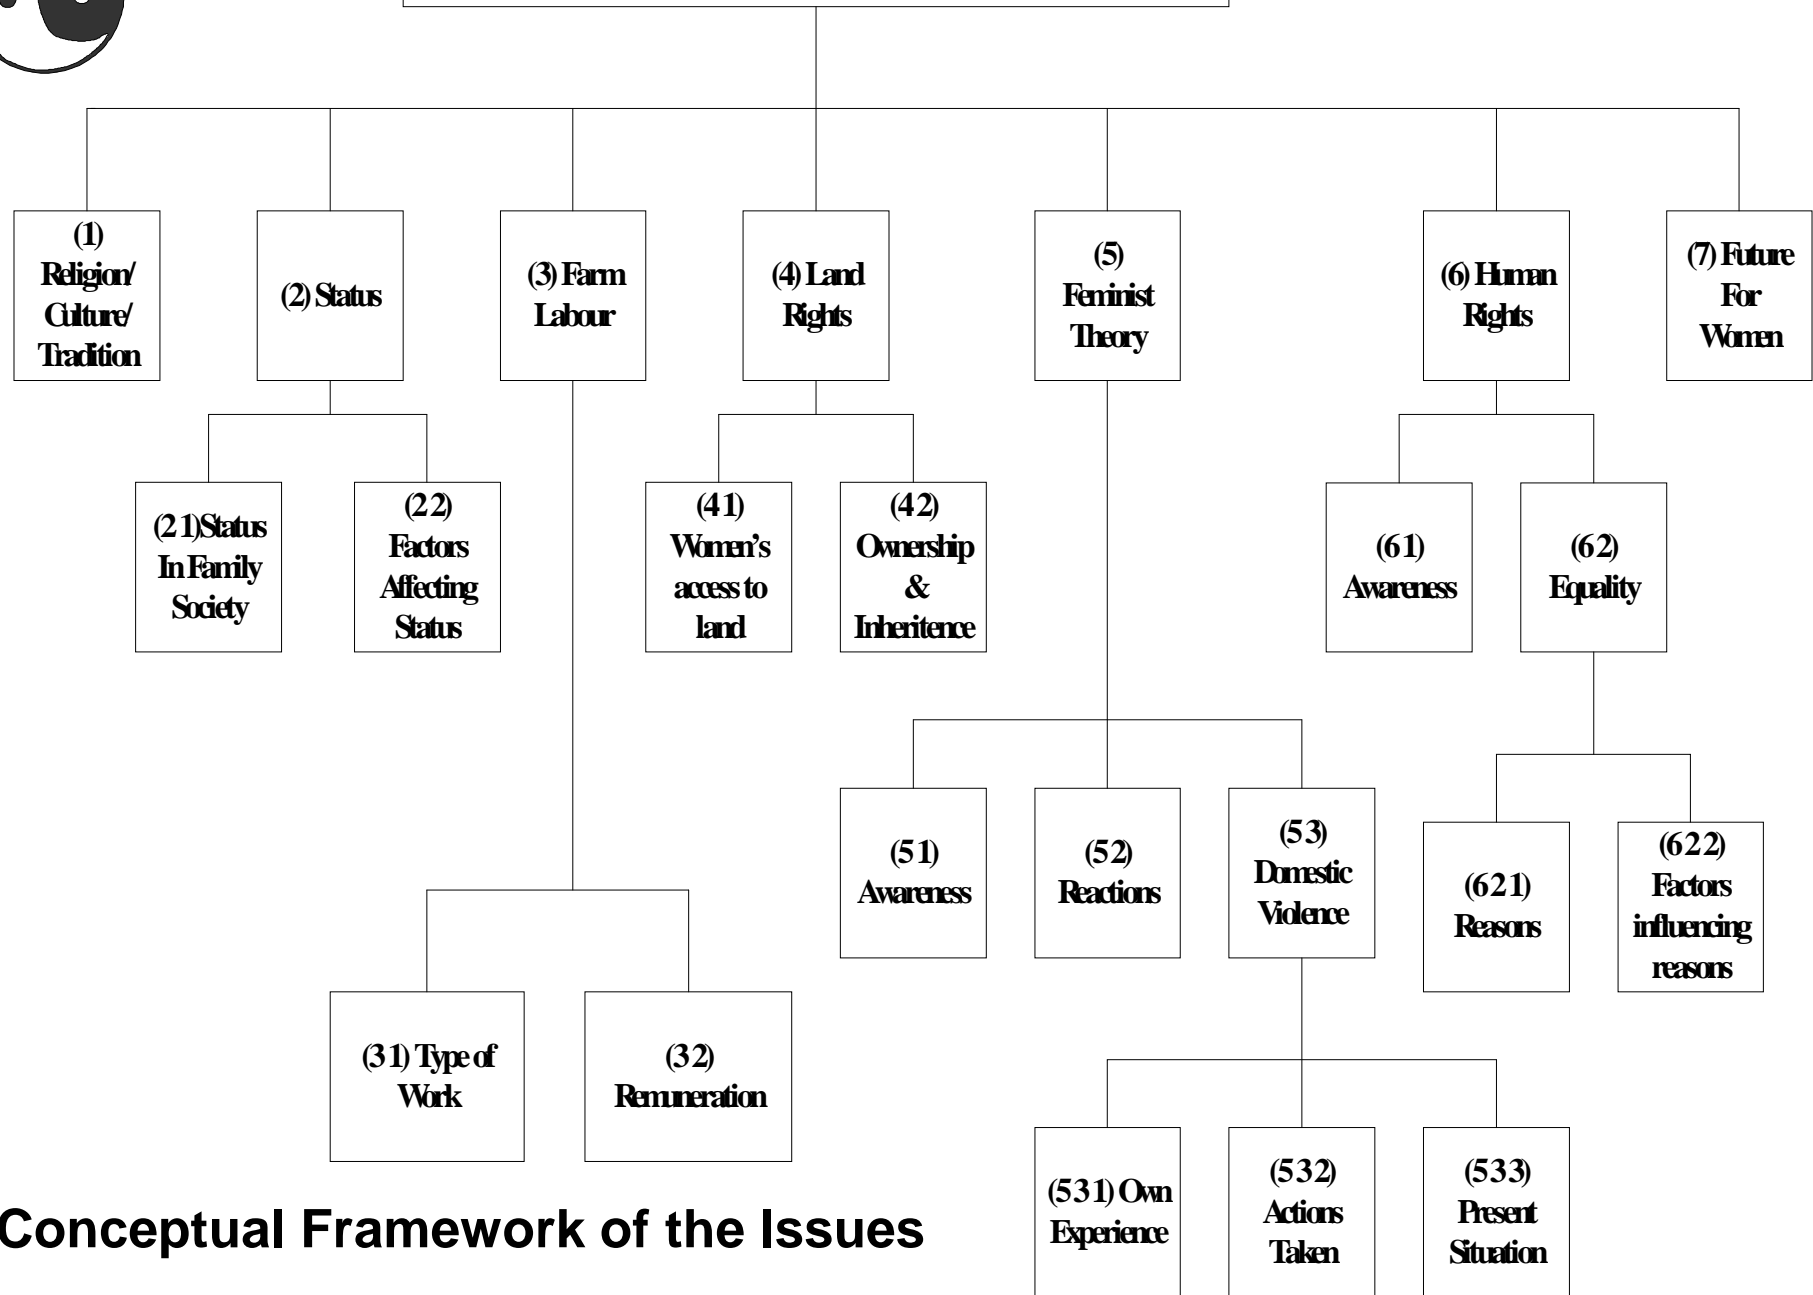 (1)
Religion/
Culture/
Tradition
(2) Status
(3) Farm
Labour
(4) Land
Rights
(5)
Feminist
Theory
(6) Human
Rights
(7) Future
For
Women
(21)Status
In Family
Society
(22)
Factors
Affecting
Status
(41)
Women's
access to
land
(42)
Ownership
&
Inheritence
(61)
Awareness
(62)
Equality
(51)
Awareness
(52)
Reactions
(53)
Domestic
Violence
(621)
Reasons
(622)
Factors
influencing
reasons
(31) Type of
Work
(32)
Remuneration
(531) Own
Experience
(532)
Actions
Taken
(533)
Present
Situation
Conceptual Framework of the Issues